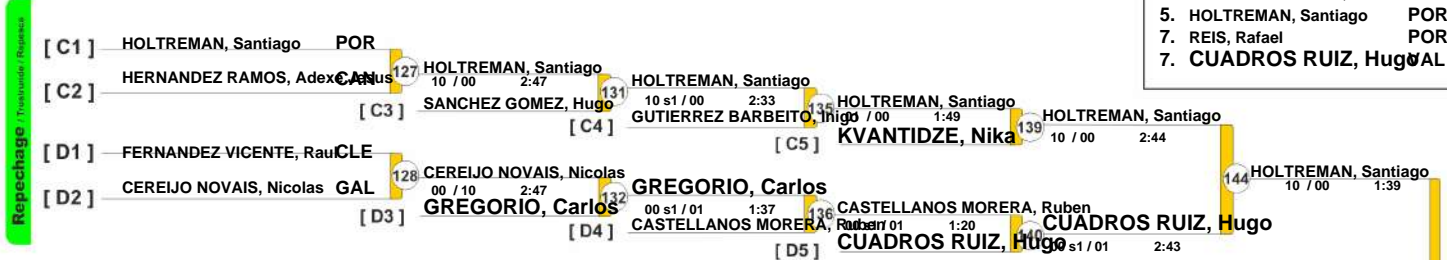 5. HOLTREMAN, Santiago POR
7. REIS, Rafael POR
7. CUADROS RUIZ, Hugo VAL
Repechage / Trostrunde / Repesca
[ C1 ] HOLTREMAN, Santiago POR
[ C2 ] HERNANDEZ RAMOS, Adexe Jesus CAN
127 HOLTREMAN, Santiago
10 / 00 2:47
[ C3 ] SANCHEZ GOMEZ, Hugo
131 HOLTREMAN, Santiago
10 s1 / 00 2:33
[ C4 ] GUTIERREZ BARBEITO, Inigo
135 HOLTREMAN, Santiago
/ 00 1:49
[ C5 ] KVANTIDZE, Nika
139 HOLTREMAN, Santiago
10 / 00 2:44
[ D1 ] FERNANDEZ VICENTE, Raul CLE
[ D2 ] CEREIJO NOVAIS, Nicolas GAL
128 CEREIJO NOVAIS, Nicolas
00 / 10 2:47
[ D3 ] GREGORIO, Carlos
132 GREGORIO, Carlos
00 s1 / 01 1:37
[ D4 ] CASTELLANOS MORERA, Ruben
136 CASTELLANOS MORERA, Ruben
/ 01 1:20
[ D5 ] CUADROS RUIZ, Hugo
140 CUADROS RUIZ, Hugo
00 s1 / 01 2:43
144 HOLTREMAN, Santiago
10 / 00 1:39